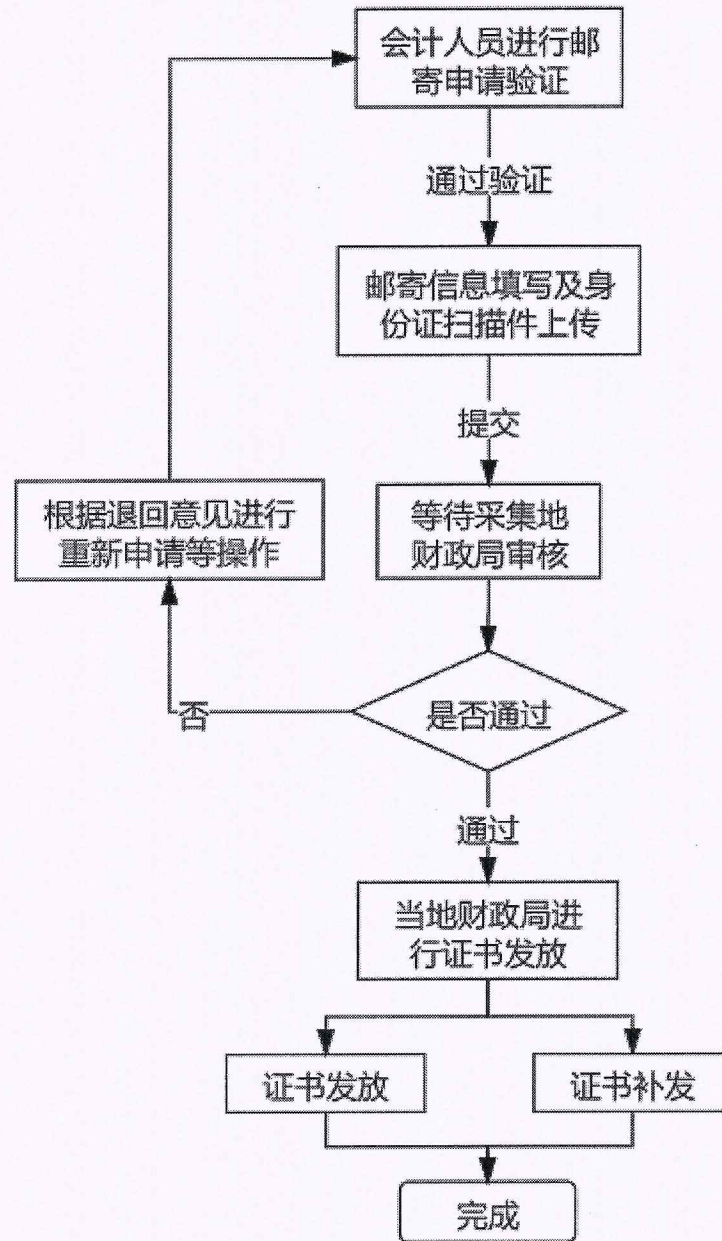 会计人员进行邮
寄申请验证
通过验证
邮寄信息填写及身
份证扫描件上传
提交
根据退回意见进行
重新申请等操作
等待采集地
财政局审核
否
是否通过
通过
当地财政局进
行证书发放
证书发放
证书补发
完成